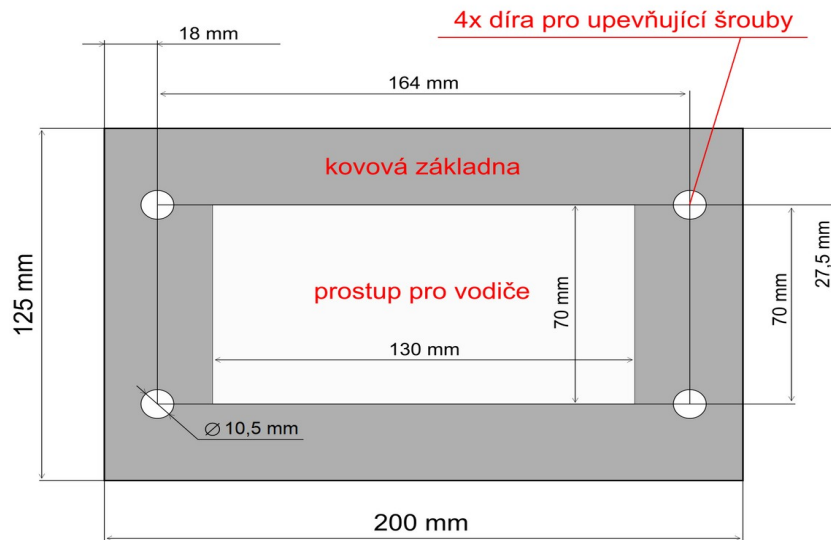 4x díra pro upevňující šrouby
18 mm
164 mm
kovová základna
27,5 mm
125 mm
prostup pro vodiče
70 mm
70 mm
130 mm
⌀ 10,5 mm
200 mm